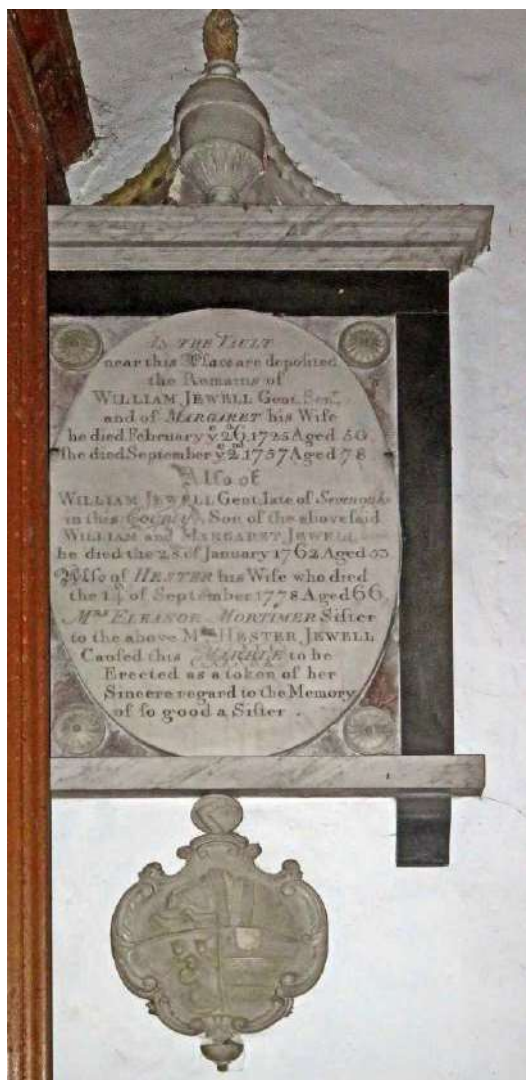 IN THE VAULT
near this Place are deposited
the Remains of
WILLIAM JEWELL Gent. Senr.
and of MARGARET his Wife
he died February ye 26 1725 Aged 50
She died September ye 2nd 1757 Aged 78
Alſo of
WILLIAM JEWELL Gent. late of Sevenoaks
in this COUNTY Son of the aboveſaid
WILLIAM and MARGARET JEWELL
he died the 28 of January 1762 Aged 53
Alſo of HESTER his Wife who died
the 14 of September 1778 Aged 66
Mrs ELEANOR MORTIMER Siſter
to the above Mrs HESTER JEWELL
Cauſed this MARBLE to be
Erected as a token of her
Sincere regard to the Memory
of ſo good a Siſter .